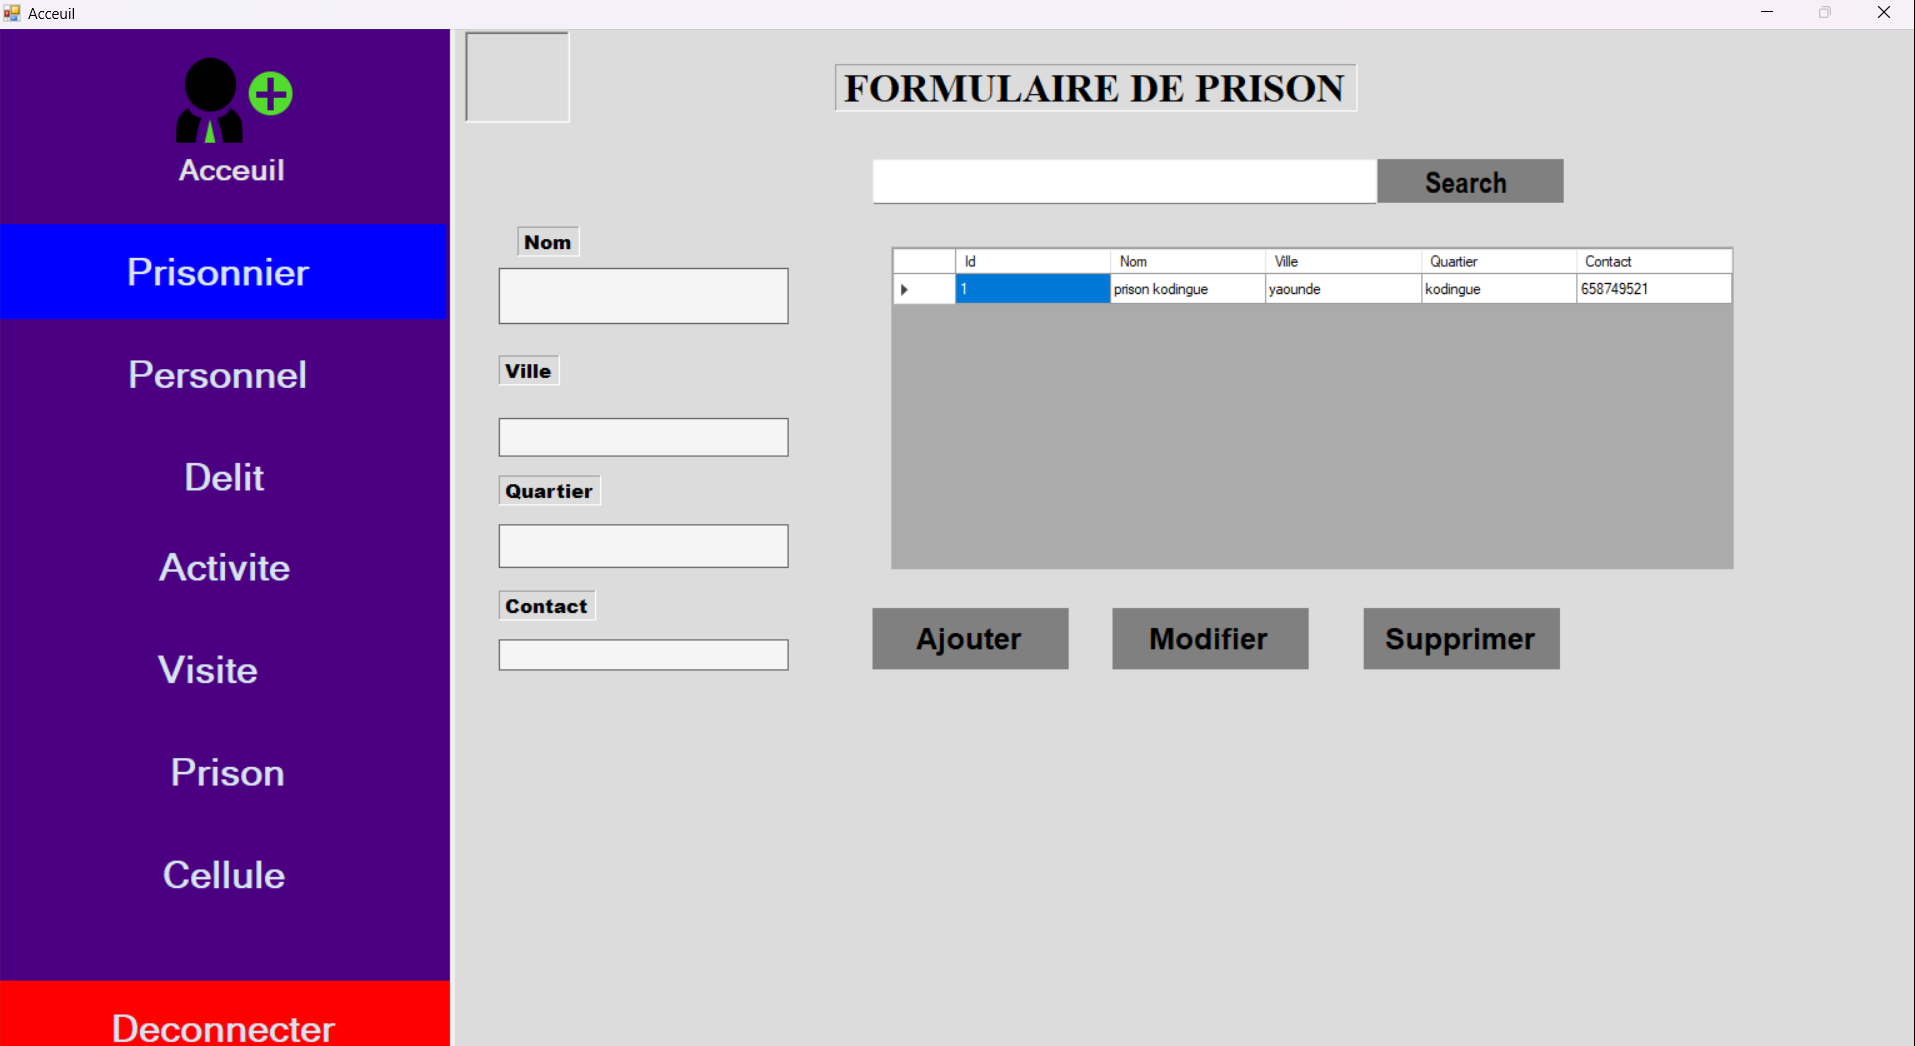 Acceuil
Acceuil
Prisonnier
Personnel
Delit
Activite
Visite
Prison
Cellule
Deconnecter
FORMULAIRE DE PRISON
Search
Nom
Ville
Quartier
Contact
Id Nom Ville Quartier Contact
1 prison kodingue yaounde kodingue 658749521
Ajouter Modifier Supprimer